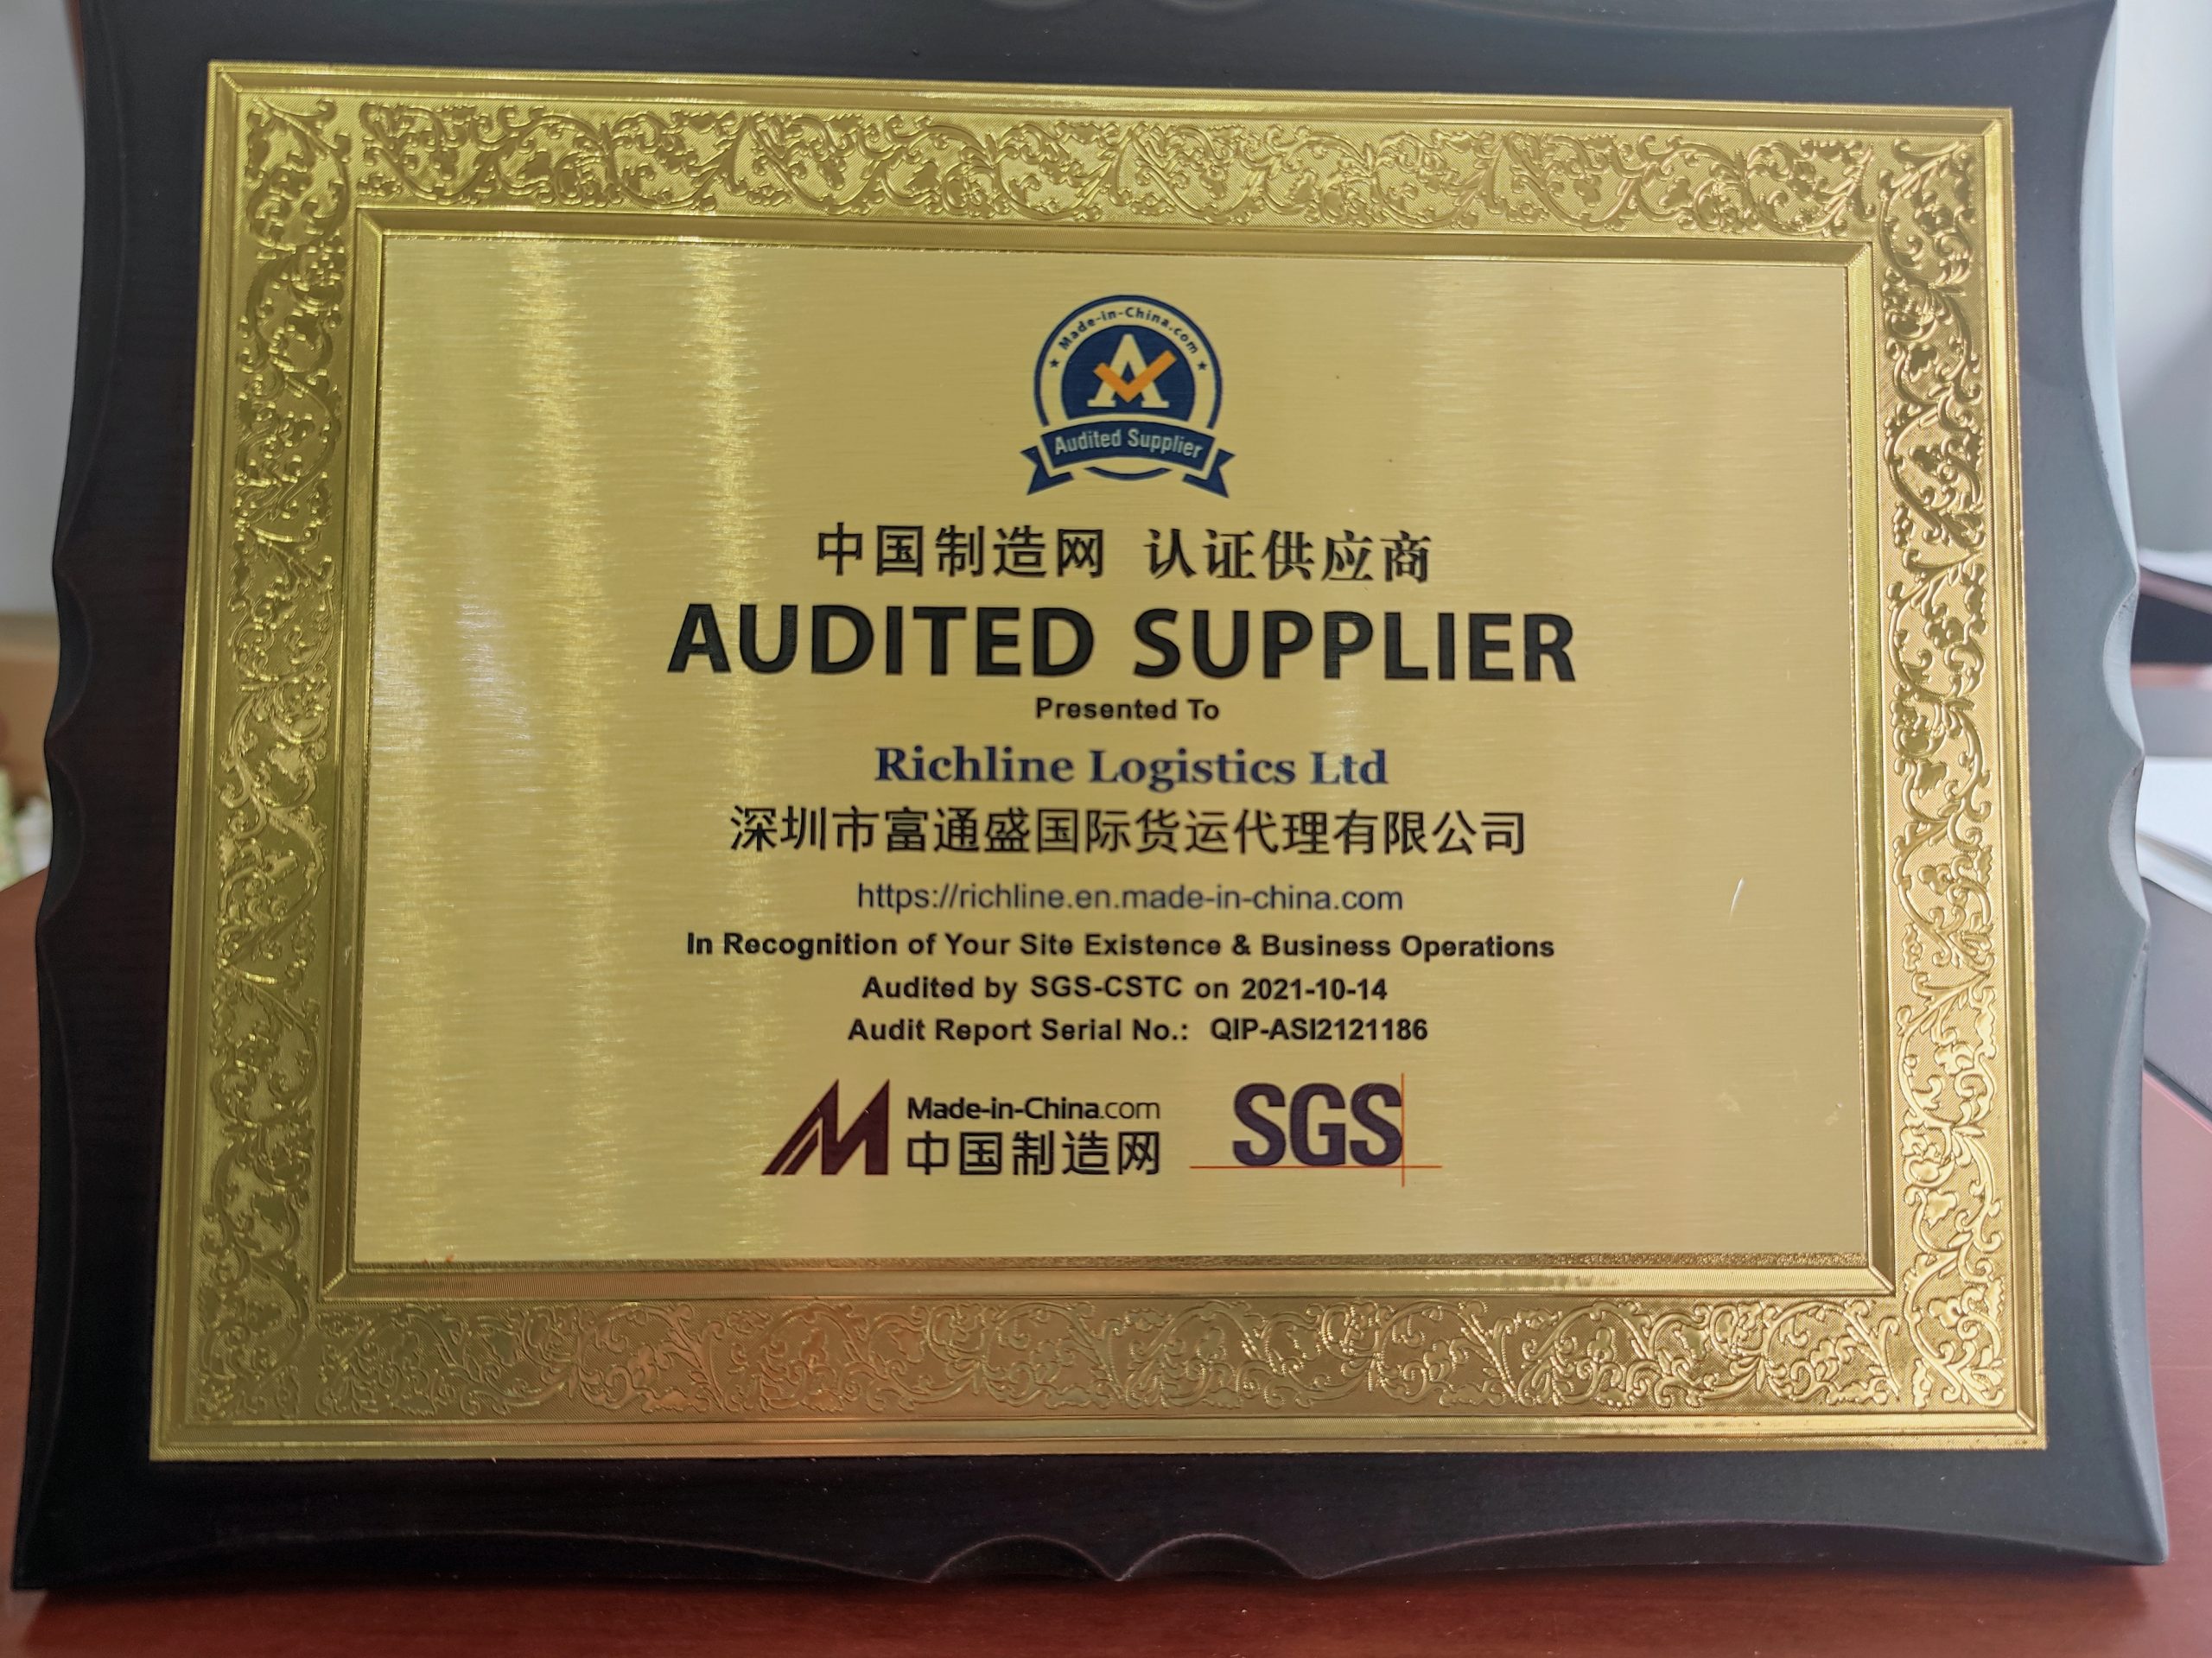 Made-in-China.com
A
Audited Supplier
中国制造网 认证供应商
AUDITED SUPPLIER
Presented To
Richline Logistics Ltd
深圳市富通盛国际货运代理有限公司
https://richline.en.made-in-china.com
In Recognition of Your Site Existence & Business Operations
Audited by SGS-CSTC on 2021-10-14
Audit Report Serial No.: QIP-ASI2121186
Made-in-China.com
中国制造网
SGS